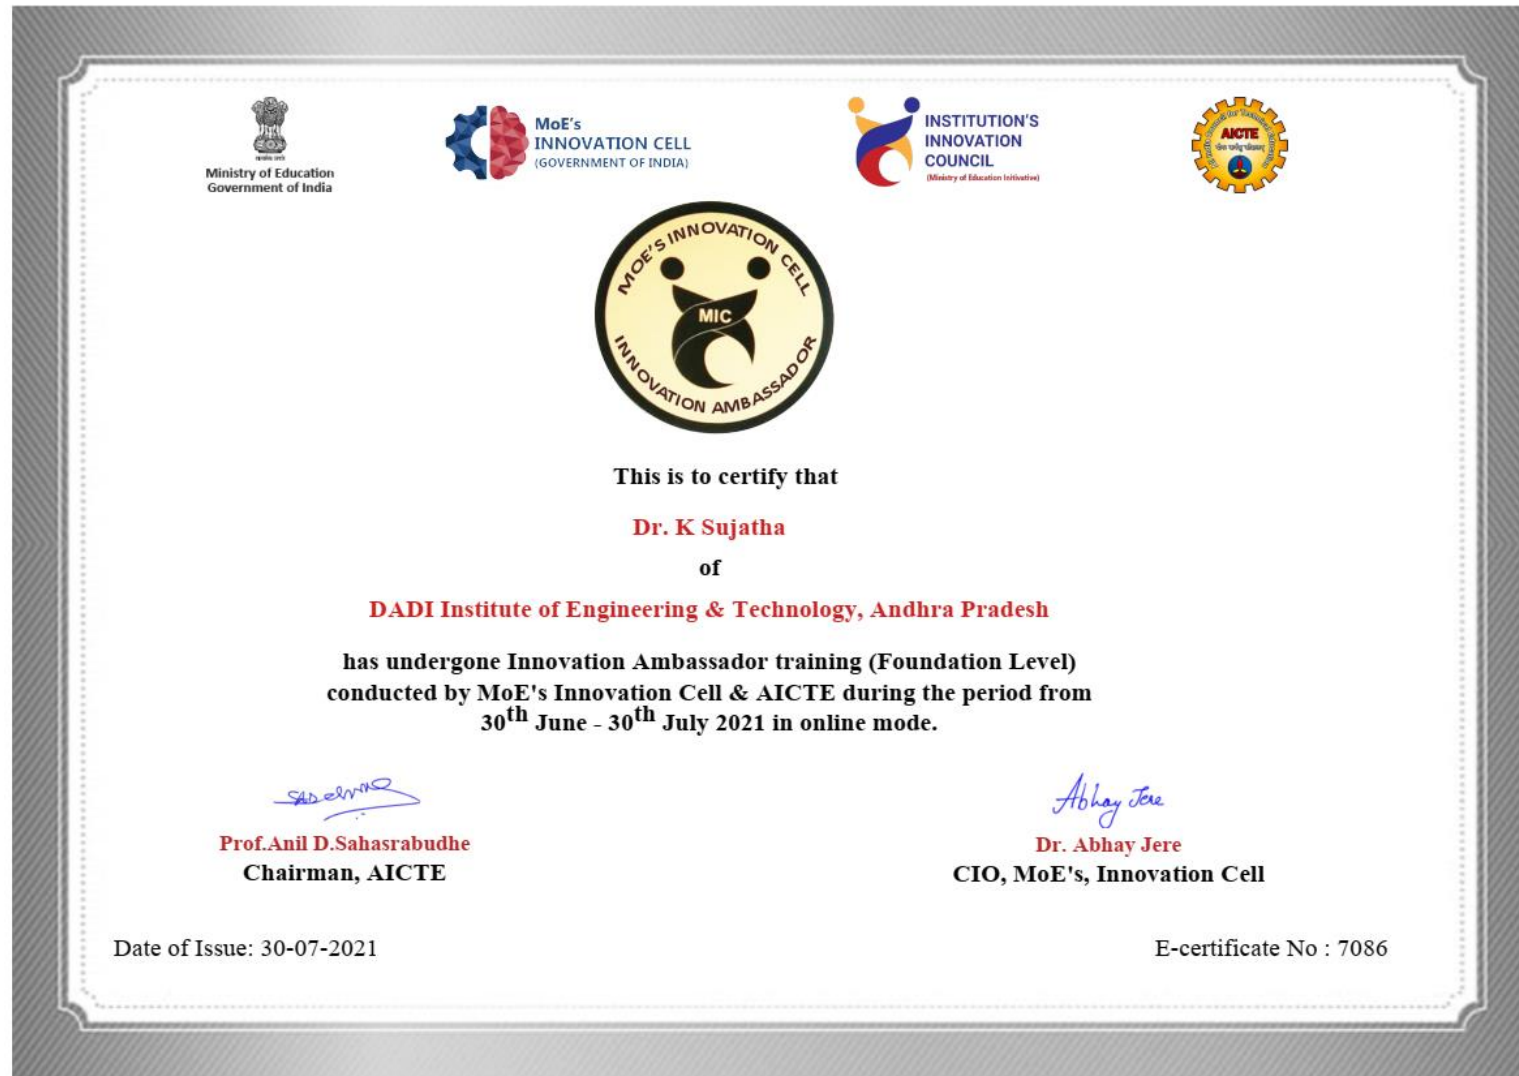 Ministry of Education
Government of India
MoE's
INNOVATION CELL
(GOVERNMENT OF INDIA)
INSTITUTION'S
INNOVATION
COUNCIL
(Ministry of Education Initivative)
AICTE
MOE'S INNOVATION CELL
MIC
INNOVATION AMBASSADOR
This is to certify that
Dr. K Sujatha
of
DADI Institute of Engineering & Technology, Andhra Pradesh
has undergone Innovation Ambassador training (Foundation Level)
conducted by MoE's Innovation Cell & AICTE during the period from
30th June - 30th July 2021 in online mode.
Abhay Jere
Prof.Anil D.Sahasrabudhe
Chairman, AICTE
Dr. Abhay Jere
CIO, MoE's, Innovation Cell
Date of Issue: 30-07-2021
E-certificate No : 7086